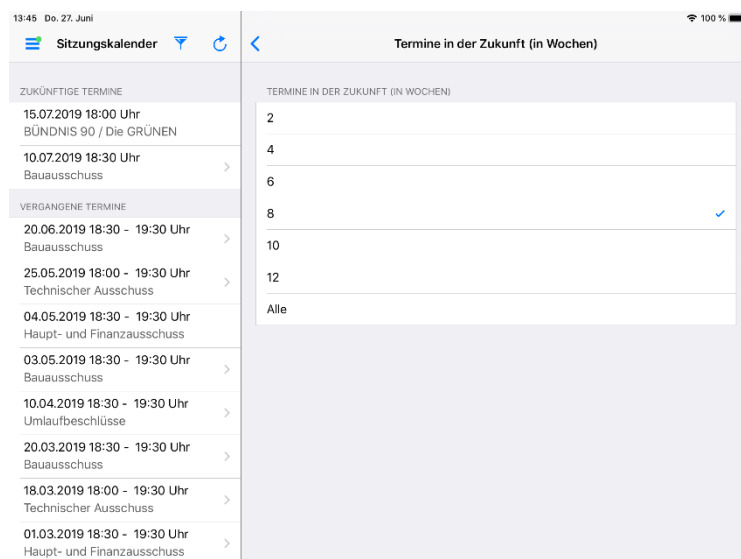 13:45 Do. 27. Juni
100 %
Sitzungskalender
Termine in der Zukunft (in Wochen)
ZUKÜNFTIGE TERMINE
15.07.2019 18:00 Uhr
BÜNDNIS 90 / Die GRÜNEN
10.07.2019 18:30 Uhr
Bauausschuss
VERGANGENE TERMINE
20.06.2019 18:30 - 19:30 Uhr
Bauausschuss
25.05.2019 18:00 - 19:30 Uhr
Technischer Ausschuss
04.05.2019 18:30 - 19:30 Uhr
Haupt- und Finanzausschuss
03.05.2019 18:30 - 19:30 Uhr
Bauausschuss
10.04.2019 18:30 - 19:30 Uhr
Umlaufbeschlüsse
20.03.2019 18:30 - 19:30 Uhr
Bauausschuss
18.03.2019 18:00 - 19:30 Uhr
Technischer Ausschuss
01.03.2019 18:30 - 19:30 Uhr
Haupt- und Finanzausschuss
TERMINE IN DER ZUKUNFT (IN WOCHEN)
2
4
6
8
10
12
Alle